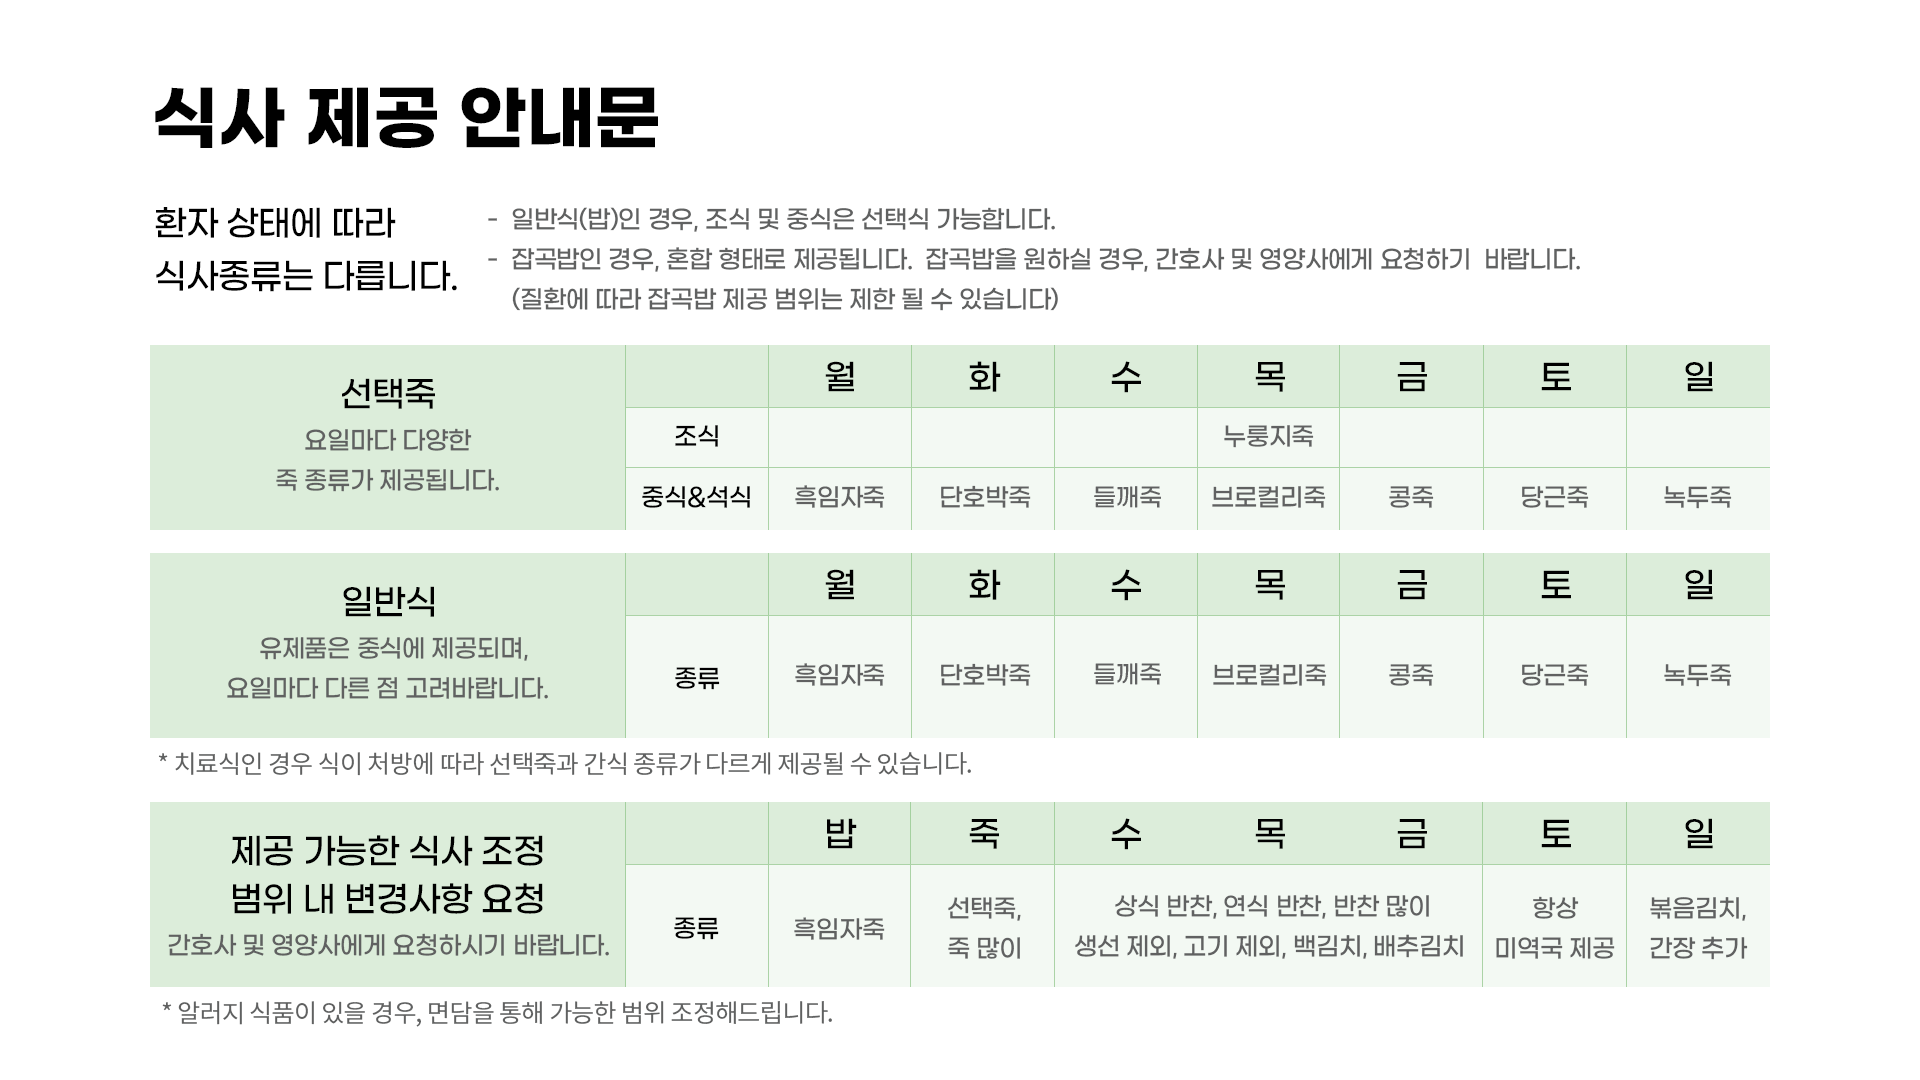 식사 제공 안내문
환자 상태에 따라
식사종류는 다릅니다.
- 일반식(밥)인 경우, 조식 및 중식은 선택식 가능합니다.
- 잡곡밥인 경우, 혼합 형태로 제공됩니다. 잡곡밥을 원하실 경우, 간호사 및 영양사에게 요청하기 바랍니다.
(질환에 따라 잡곡밥 제공 범위는 제한 될 수 있습니다)
선택죽
요일마다 다양한
죽 종류가 제공됩니다.
월 화 수 목 금 토 일
조식 누룽지죽
중식&석식 흑임자죽 단호박죽 들깨죽 브로컬리죽 콩죽 당근죽 녹두죽
일반식
유제품은 중식에 제공되며,
요일마다 다른 점 고려바랍니다.
월 화 수 목 금 토 일
종류 흑임자죽 단호박죽 들깨죽 브로컬리죽 콩죽 당근죽 녹두죽
* 치료식인 경우 식이 처방에 따라 선택죽과 간식 종류가 다르게 제공될 수 있습니다.
제공 가능한 식사 조정
범위 내 변경사항 요청
간호사 및 영양사에게 요청하시기 바랍니다.
밥 죽 수 목 금 토 일
종류 흑임자죽
선택죽,
죽 많이
상식 반찬, 연식 반찬, 반찬 많이
생선 제외, 고기 제외, 백김치, 배추김치
항상
미역국 제공
볶음김치,
간장 추가
* 알러지 식품이 있을 경우, 면담을 통해 가능한 범위 조정해드립니다.